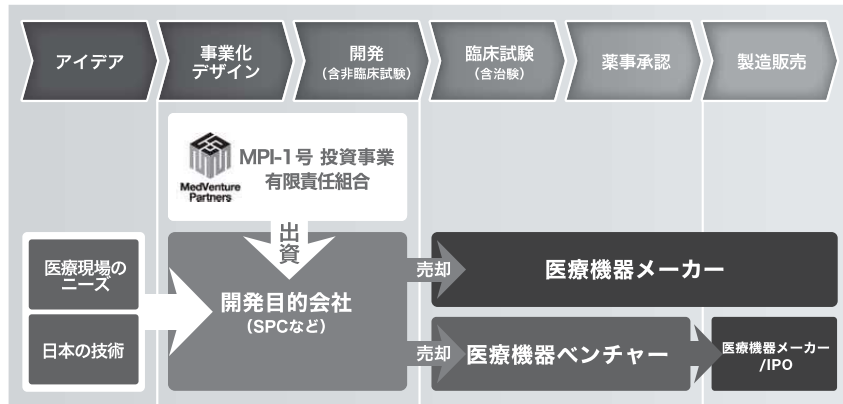 アイデア
事業化
デザイン
開発
（含非臨床試験）
臨床試験
（含治験）
薬事承認
製造販売
MedVenture
Partners
MPI-1号 投資事業
有限責任組合
出資
医療現場の
ニーズ
日本の技術
開発目的会社
（SPCなど）
売却
医療機器メーカー
売却
医療機器ベンチャー
医療機器メーカー
/IPO